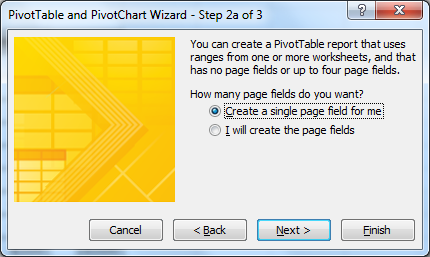 PivotTable and PivotChart Wizard - Step 2a of 3
?
You can create a PivotTable report that uses
ranges from one or more worksheets, and that
has no page fields or up to four page fields.
How many page fields do you want?
Create a single page field for me
I will create the page fields
Cancel < Back Next > Finish